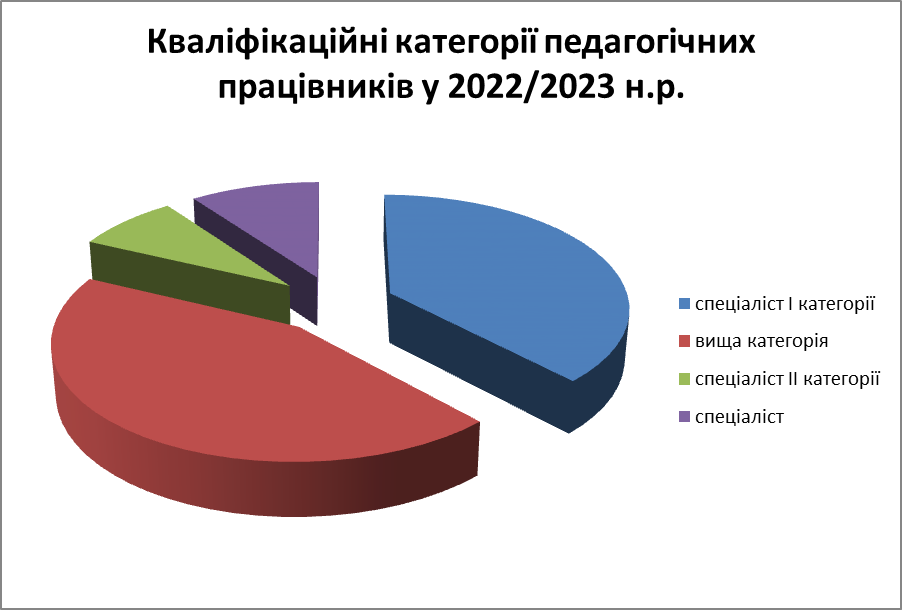 Кваліфікаційні категорії педагогічних
працівників у 2022/2023 н.р.
спеціаліст І категорії
вища категорія
спеціаліст ІІ категорії
спеціаліст